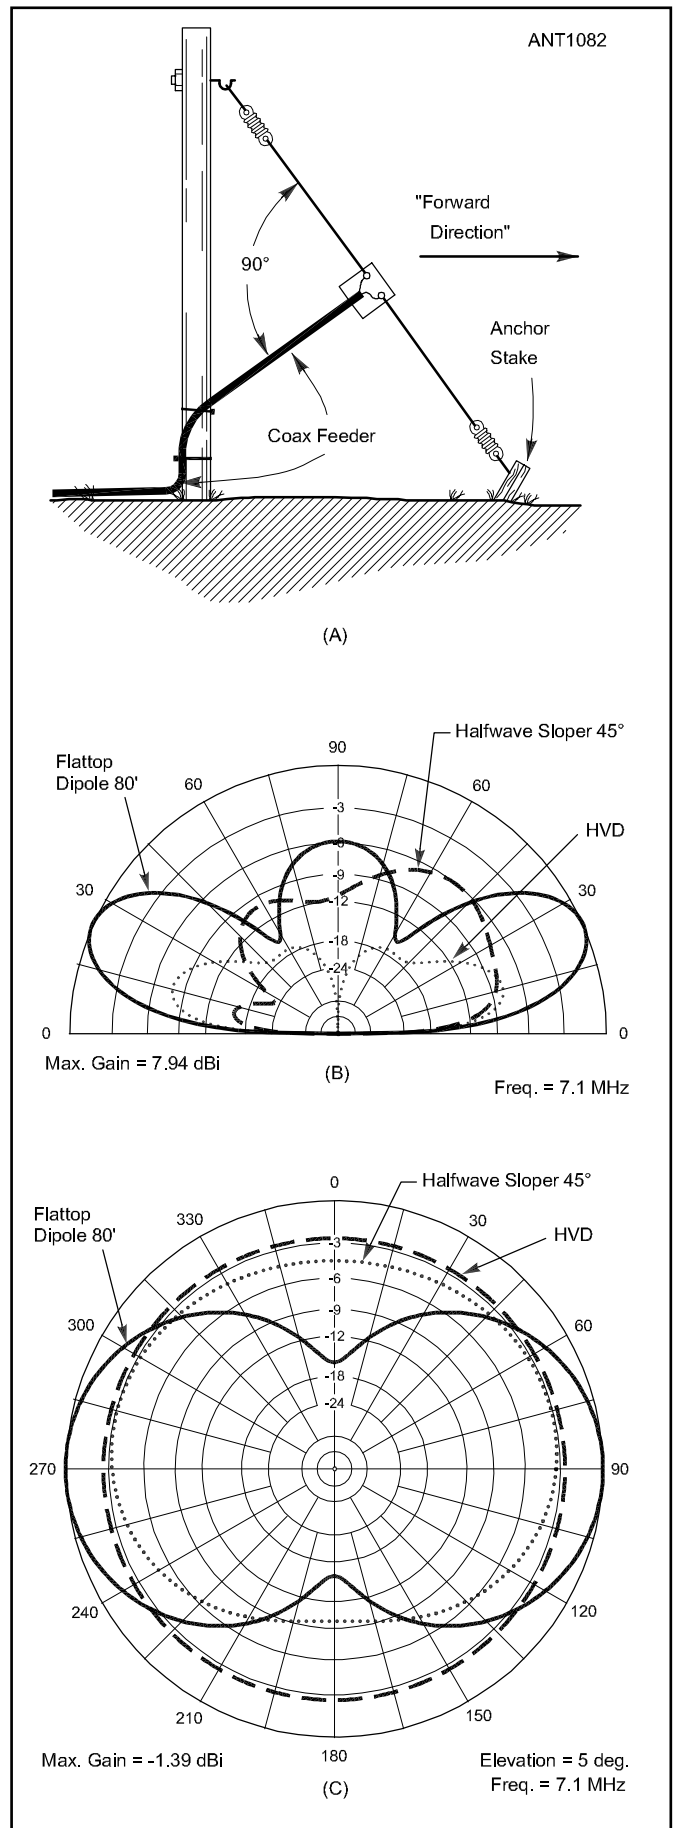 ANT1082
"Forward
Direction"
90°
Anchor
Stake
Coax Feeder
(A)
Halfwave Sloper 45°
90
Flattop
Dipole 80'
60
60
-3
HVD
-6
-9
30
30
-12
-18
-24
0
0
Max. Gain = 7.94 dBi
(B)
Freq. = 7.1 MHz
0
Halfwave Sloper 45°
Flattop
Dipole 80'
330
30
HVD
-3
-6
300
60
-9
-12
-18
-24
270
90
240
120
210
150
Max. Gain = -1.39 dBi
180
Elevation = 5 deg.
(C)
Freq. = 7.1 MHz